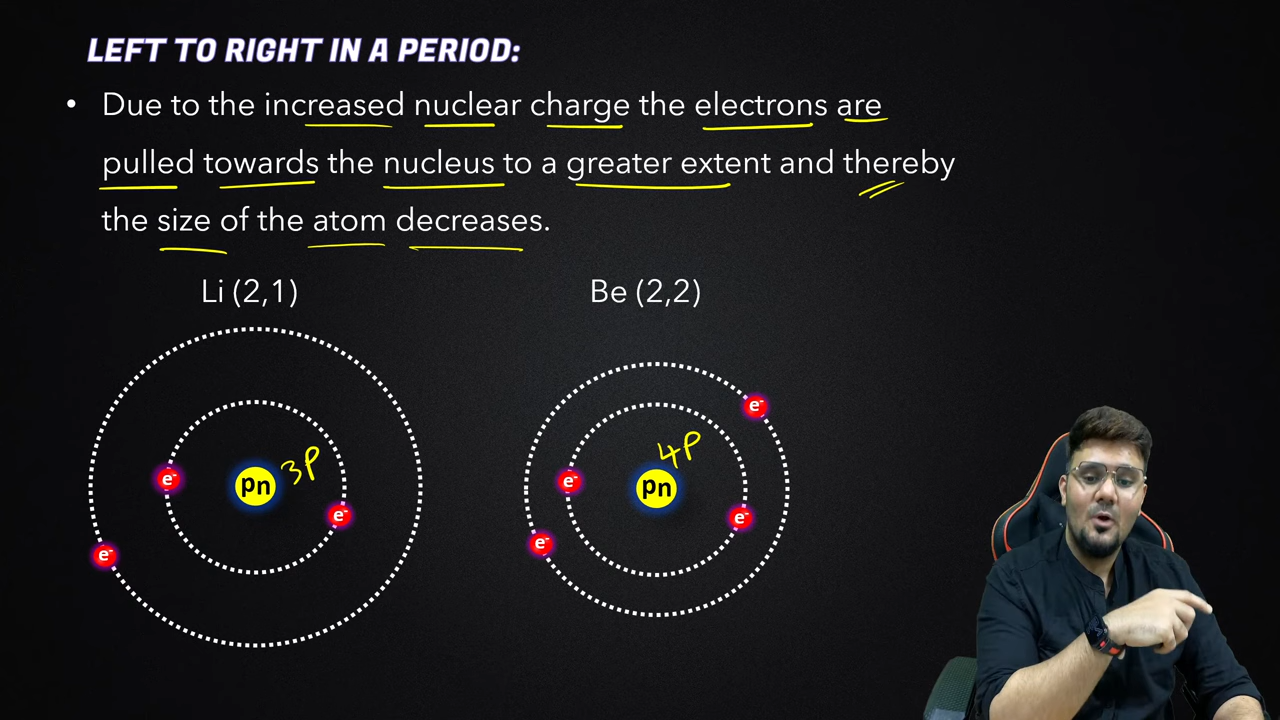 LEFT TO RIGHT IN A PERIOD:
• Due to the increased nuclear charge the electrons are
pulled towards the nucleus to a greater extent and thereby
the size of the atom decreases.
Li (2,1)
Be (2,2)
e⁻
4P
3P
e⁻
e⁻
pn
pn
e⁻
e⁻
e⁻
e⁻